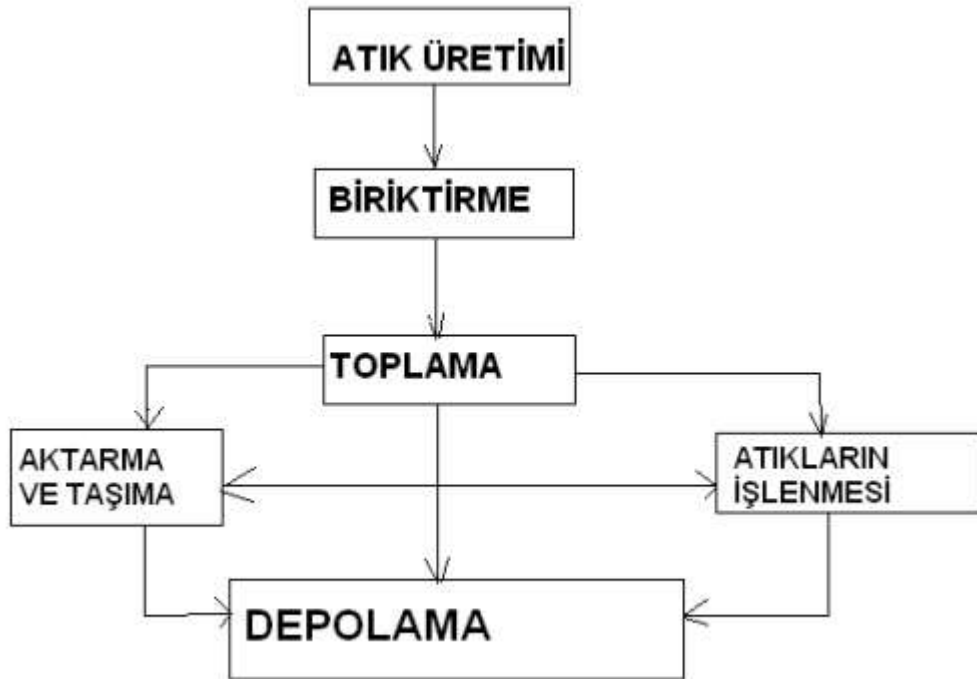 ATIK ÜRETİMİ
BİRİKTİRME
TOPLAMA
AKTARMA
VE TAŞIMA
ATIKLARIN
İŞLENMESİ
DEPOLAMA